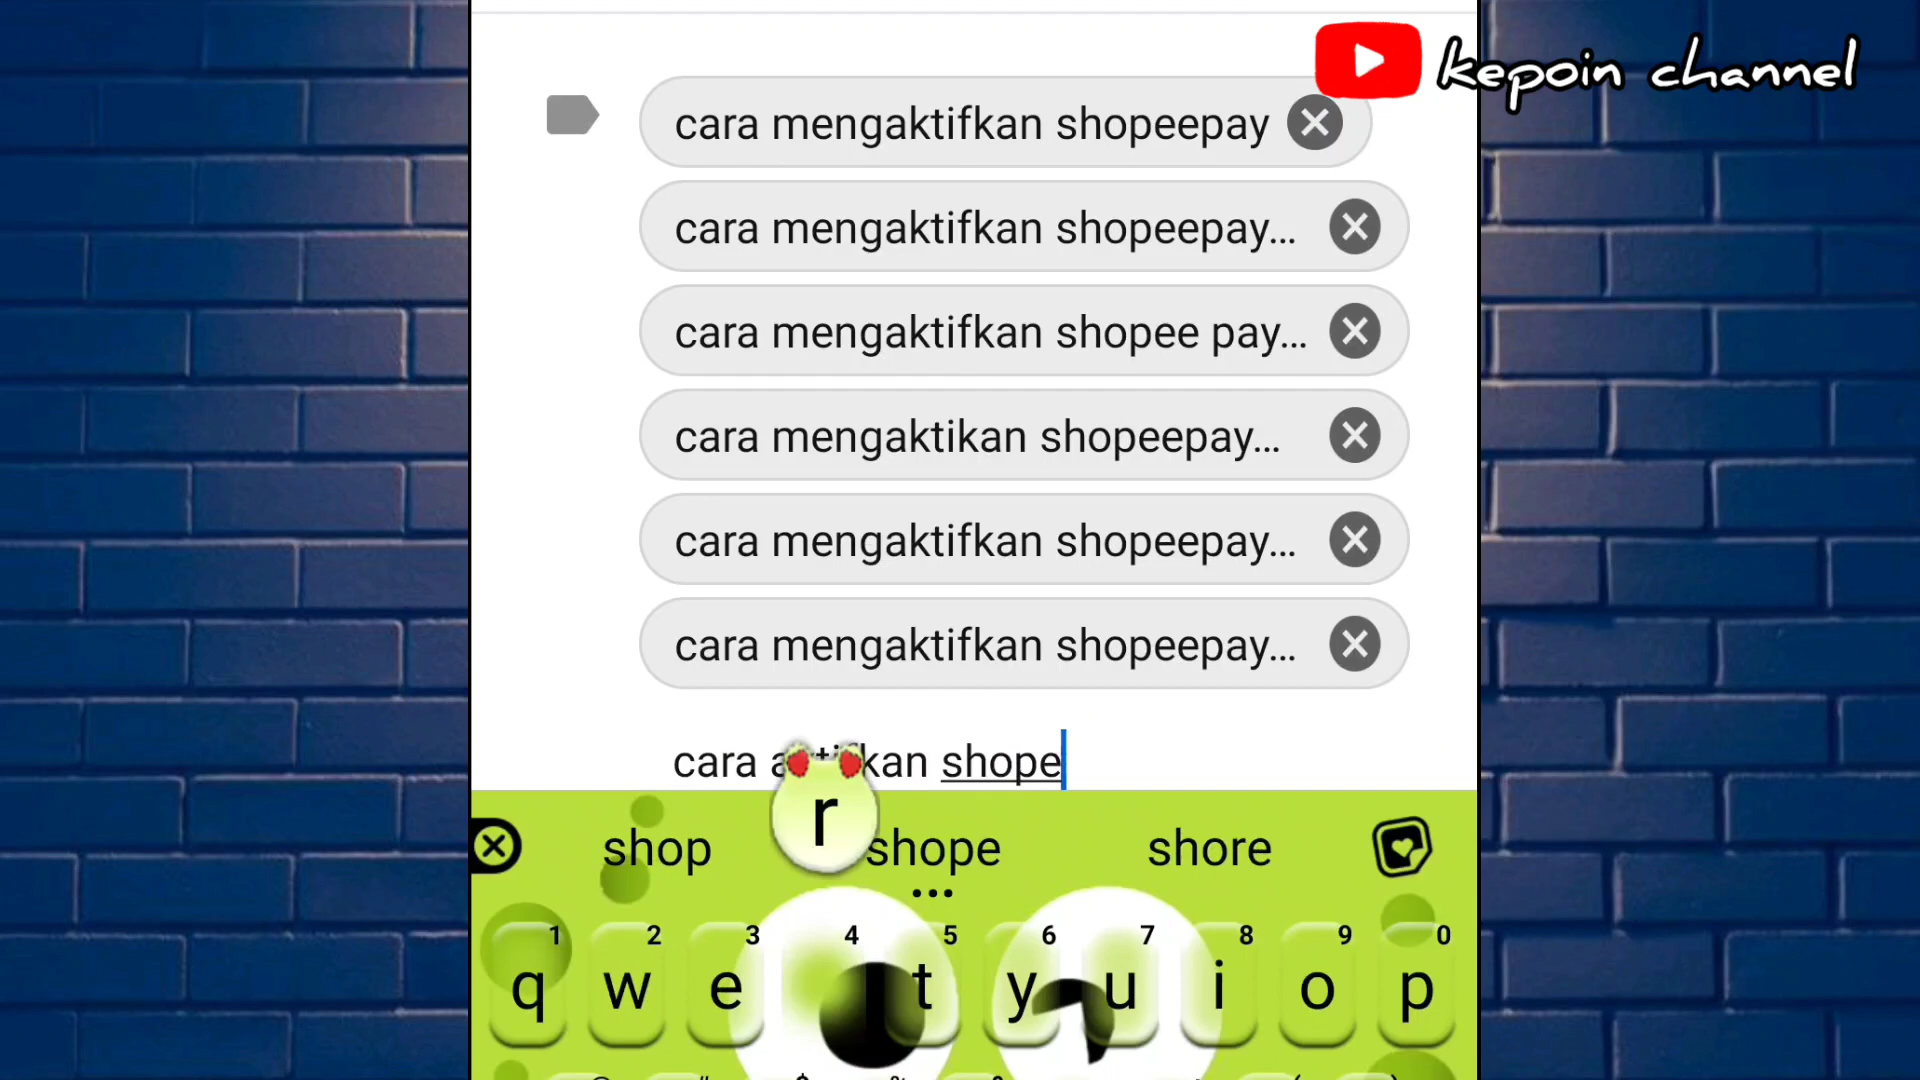 kepoin channel
cara mengaktifkan shopeepay
cara mengaktifkan shopeepay...
cara mengaktifkan shopee pay...
cara mengaktikan shopeepay...
cara mengaktifkan shopeepay...
cara mengaktifkan shopeepay...
cara shope
r
shop shope shore
1 2 3 4 5 6 7 8 9 0
q w e t y u i o p